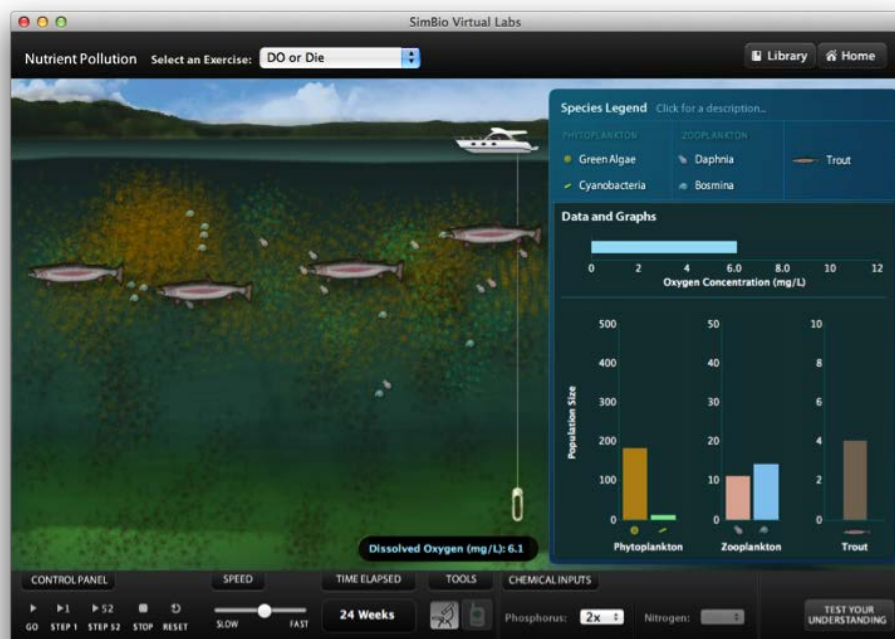 SimBio Virtual Labs
Nutrient Pollution Select an Exercise: DO or Die Library Home
Species Legend Click for a description...
PHYTOPLANKTON ZOOPLANKTON
Green Algae Daphnia Trout
Cyanobacteria Bosmina
Data and Graphs
0 2 4 6.0 8.0 10 12
Oxygen Concentration (mg/L)
500 50 10
400 40 8
300 30 6
200 20 4
100 10 2
0 0 0
Population Size
Phytoplankton Zooplankton Trout
Dissolved Oxygen (mg/L): 6.1
CONTROL PANEL SPEED TIME ELAPSED TOOLS CHEMICAL INPUTS
1 52
GO STEP 1 STEP 52 STOP RESET
SLOW FAST
24 Weeks
Phosphorus: 2x Nitrogen:
TEST YOUR
UNDERSTANDING